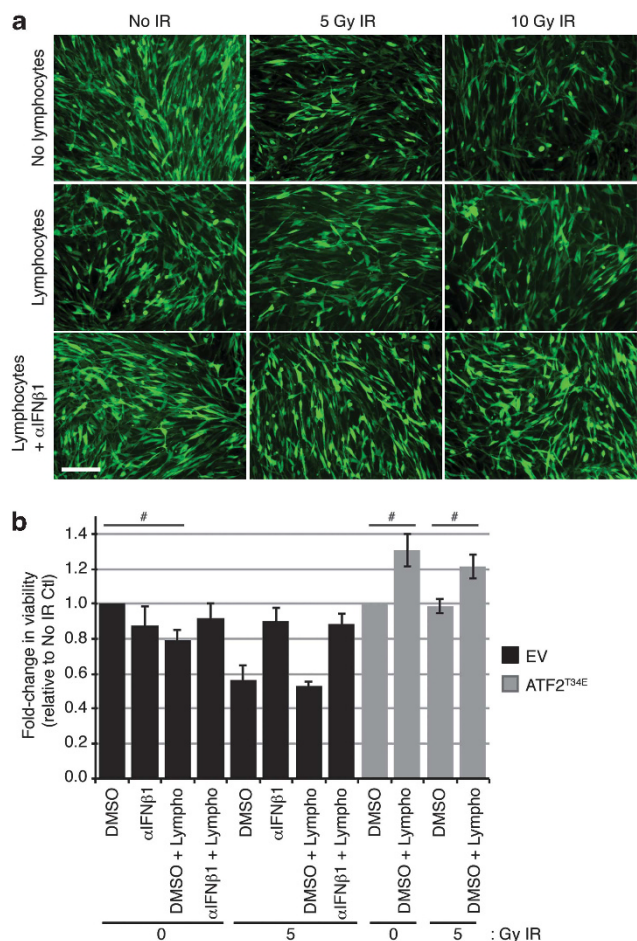 a
No IR
5 Gy IR
10 Gy IR
No lymphocytes
Lymphocytes
Lymphocytes
+ αIFNβ1
b
Fold-change in viability
(relative to No IR Ctl)
1.4
1.2
1.0
0.8
0.6
0.4
0.2
0.0
#
#
#
EV
ATF2T34E
DMSO
αIFNβ1
DMSO + Lympho
αIFNβ1 + Lympho
DMSO
αIFNβ1
DMSO + Lympho
αIFNβ1 + Lympho
DMSO
DMSO + Lympho
DMSO
DMSO + Lympho
0
5
0
5
: Gy IR